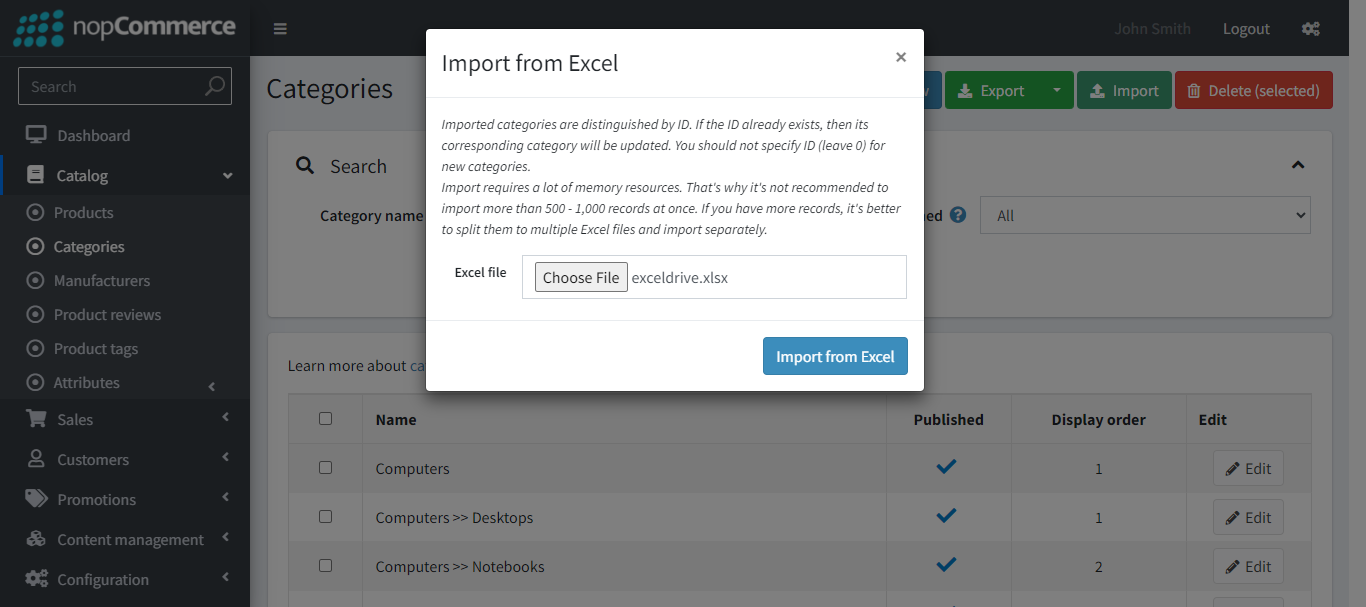 nopCommerce
John Smith
Logout
Search
Dashboard
Catalog
Products
Categories
Manufacturers
Product reviews
Product tags
Attributes
Sales
Customers
Promotions
Content management
Configuration
Categories
Export
Import
Delete (selected)
Search
Category name
All
Import from Excel
×
Imported categories are distinguished by ID. If the ID already exists, then its
corresponding category will be updated. You should not specify ID (leave 0) for
new categories.
Import requires a lot of memory resources. That's why it's not recommended to
import more than 500 - 1,000 records at once. If you have more records, it's better
to split them to multiple Excel files and import separately.
Excel file
Choose File exceldrive.xlsx
Import from Excel
Learn more about
Name Published Display order Edit
Computers 1 Edit
Computers >> Desktops 1 Edit
Computers >> Notebooks 2 Edit